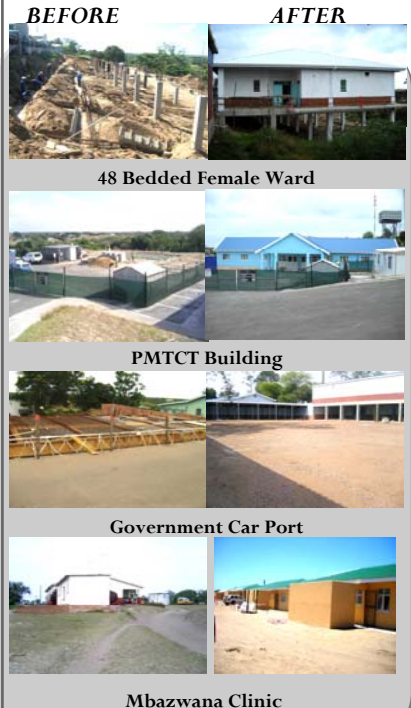 BEFORE AFTER
48 Bedded Female Ward
PMTCT Building
Government Car Port
Mbazwana Clinic